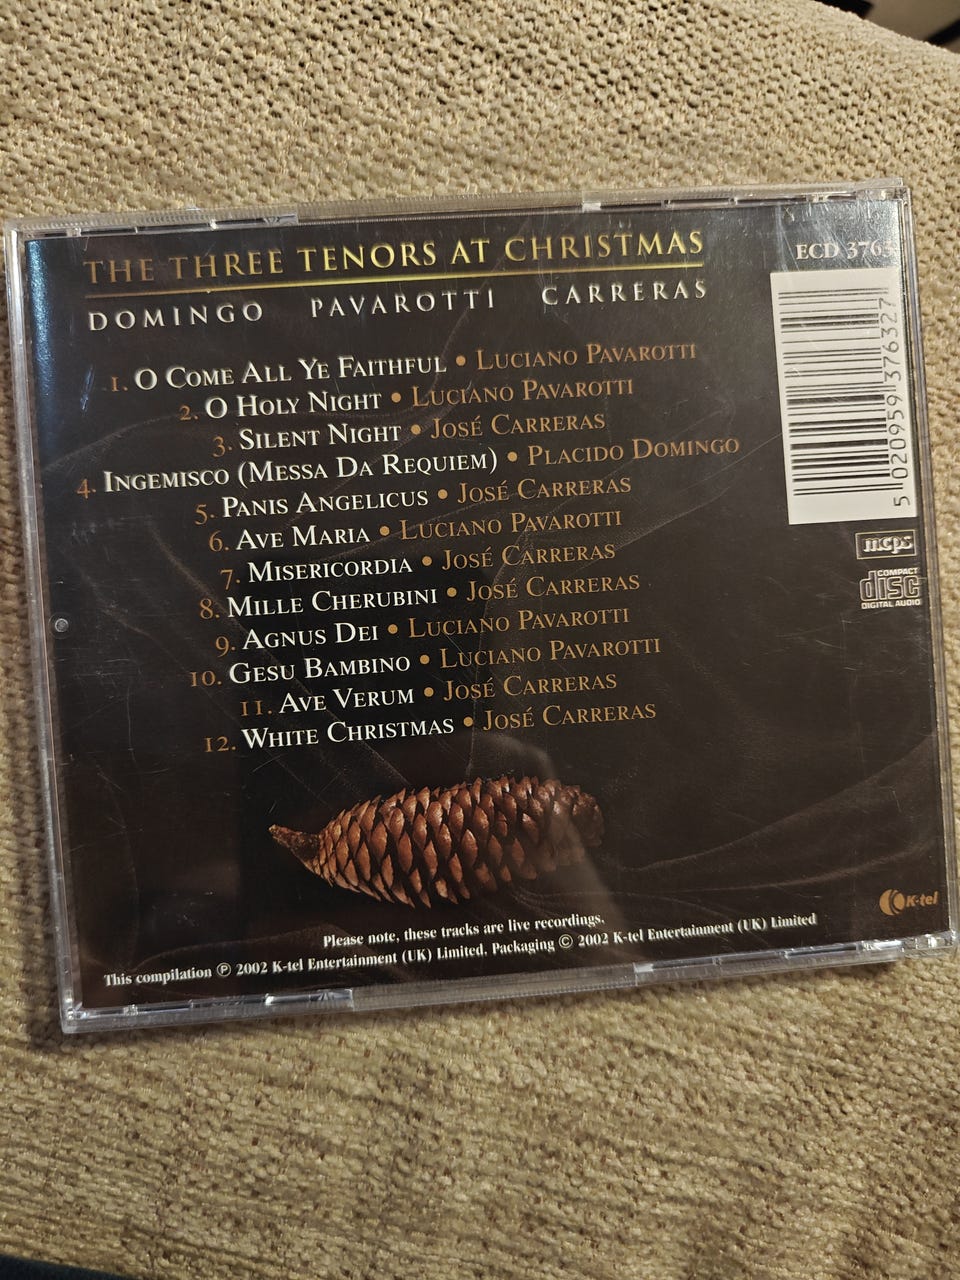 THE THREE TENORS AT CHRISTMAS
DOMINGO PAVAROTTI CARRERAS
ECD 3763
1. O COME ALL YE FAITHFUL • LUCIANO PAVAROTTI
2. O HOLY NIGHT • LUCIANO PAVAROTTI
3. SILENT NIGHT • JOSÉ CARRERAS
4. INGEMISCO (MESSA DA REQUIEM) • PLACIDO DOMINGO
5. PANIS ANGELICUS • JOSÉ CARRERAS
6. AVE MARIA • LUCIANO PAVAROTTI
7. MISERICORDIA • JOSÉ CARRERAS
8. MILLE CHERUBINI • JOSÉ CARRERAS
9. AGNUS DEI • LUCIANO PAVAROTTI
10. GESU BAMBINO • LUCIANO PAVAROTTI
11. AVE VERUM • JOSÉ CARRERAS
12. WHITE CHRISTMAS • JOSÉ CARRERAS
5 020959 376327
mcps
COMPACT
disc
DIGITAL AUDIO
K-tel
Please note, these tracks are live recordings.
This compilation ℗ 2002 K-tel Entertainment (UK) Limited. Packaging © 2002 K-tel Entertainment (UK) Limited